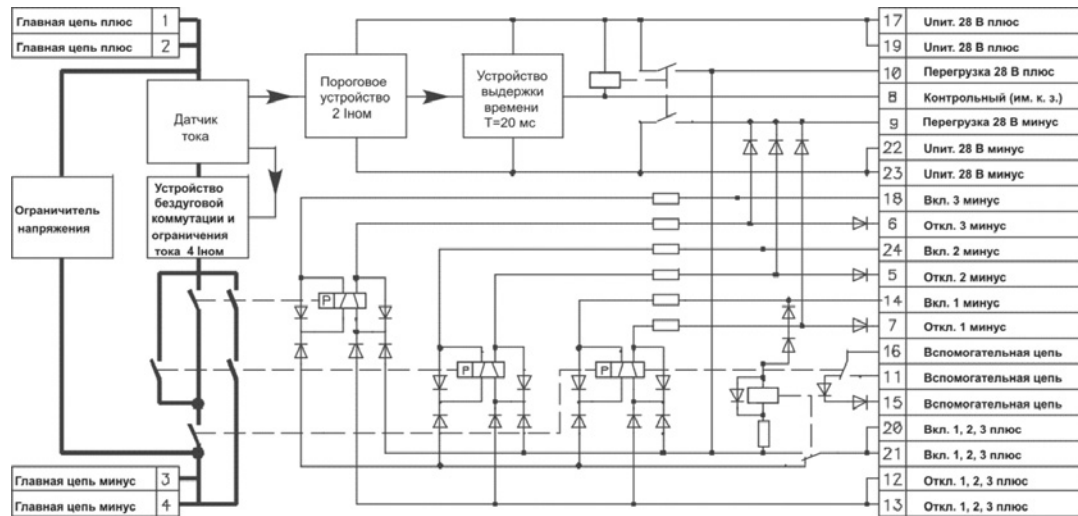 Главная цепь плюс 1
Главная цепь плюс 2
Датчик
тока
Пороговое
устройство
2 Iном
Устройство
выдержки
времени
T=20 мс
Ограничитель
напряжения
Устройство
бездуговой
коммутации и
ограничения
тока 4 Iном
P
P
P
Главная цепь минус 3
Главная цепь минус 4
17 Uпит. 28 В плюс
19 Uпит. 28 В плюс
10 Перегрузка 28 В плюс
8 Контрольный (им. к. з.)
9 Перегрузка 28 В минус
22 Uпит. 28 В минус
23 Uпит. 28 В минус
18 Вкл. 3 минус
6 Откл. 3 минус
24 Вкл. 2 минус
5 Откл. 2 минус
14 Вкл. 1 минус
7 Откл. 1 минус
16 Вспомогательная цепь
11 Вспомогательная цепь
15 Вспомогательная цепь
20 Вкл. 1, 2, 3 плюс
21 Вкл. 1, 2, 3 плюс
12 Откл. 1, 2, 3 плюс
13 Откл. 1, 2, 3 плюс